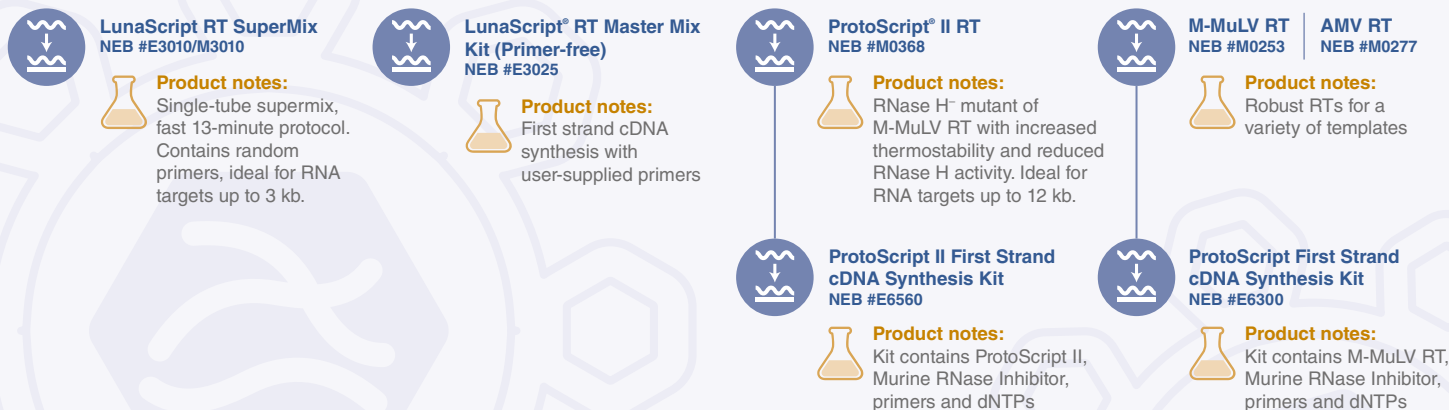 LunaScript RT SuperMix
NEB #E3010/M3010
Product notes:
Single-tube supermix,
fast 13-minute protocol.
Contains random
primers, ideal for RNA
targets up to 3 kb.
LunaScript® RT Master Mix
Kit (Primer-free)
NEB #E3025
Product notes:
First strand cDNA
synthesis with
user-supplied primers
ProtoScript® II RT
NEB #M0368
Product notes:
RNase H– mutant of
M-MuLV RT with increased
thermostability and reduced
RNase H activity. Ideal for
RNA targets up to 12 kb.
ProtoScript II First Strand
cDNA Synthesis Kit
NEB #E6560
Product notes:
Kit contains ProtoScript II,
Murine RNase Inhibitor,
primers and dNTPs
M-MuLV RT
NEB #M0253
AMV RT
NEB #M0277
Product notes:
Robust RTs for a
variety of templates
ProtoScript First Strand
cDNA Synthesis Kit
NEB #E6300
Product notes:
Kit contains M-MuLV RT,
Murine RNase Inhibitor,
primers and dNTPs